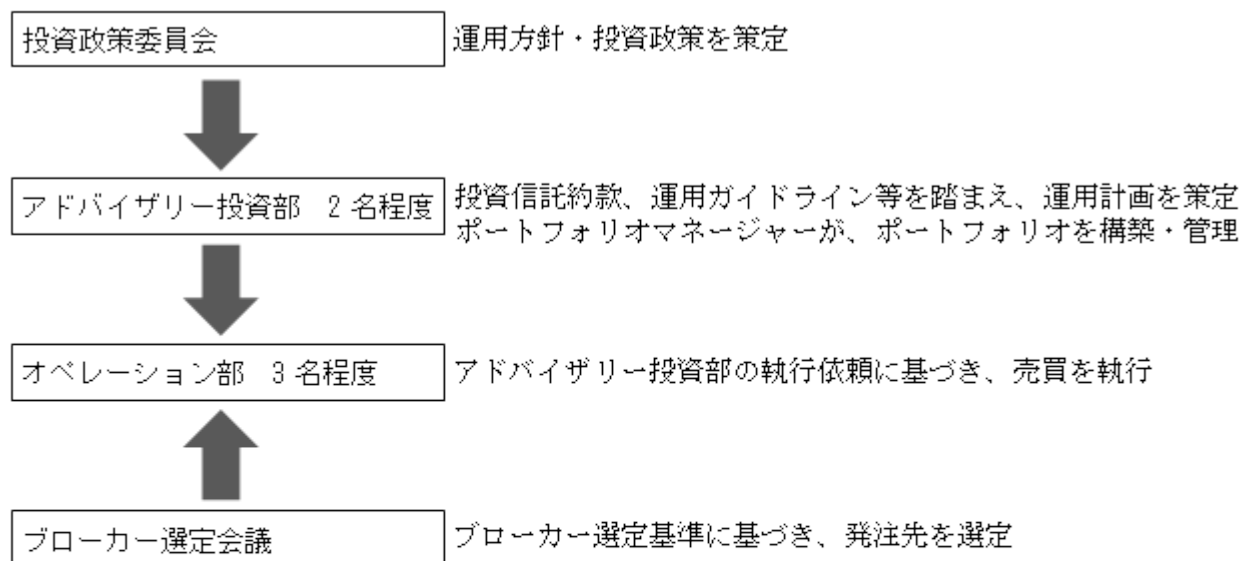 投資政策委員会
運用方針・投資政策を策定
アドバイザリー投資部 2名程度
投資信託約款、運用ガイドライン等を踏まえ、運用計画を策定
ポートフォリオマネージャーが、ポートフォリオを構築・管理
オペレーション部 3名程度
アドバイザリー投資部の執行依頼に基づき、売買を執行
ブローカー選定会議
ブローカー選定基準に基づき、発注先を選定